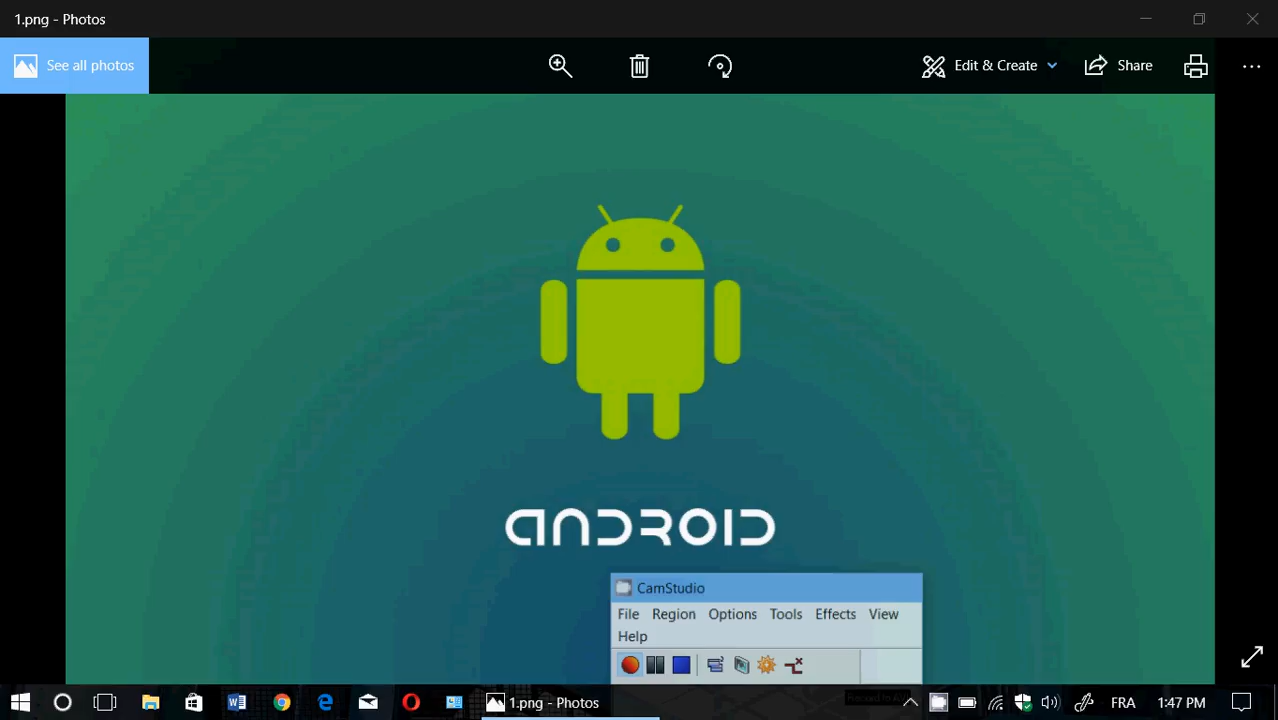 1.png - Photos
See all photos
Edit & Create
Share
ANDROID
CamStudio
File Region Options Tools Effects View
Help
1.png - Photos
FRA
1:47 PM